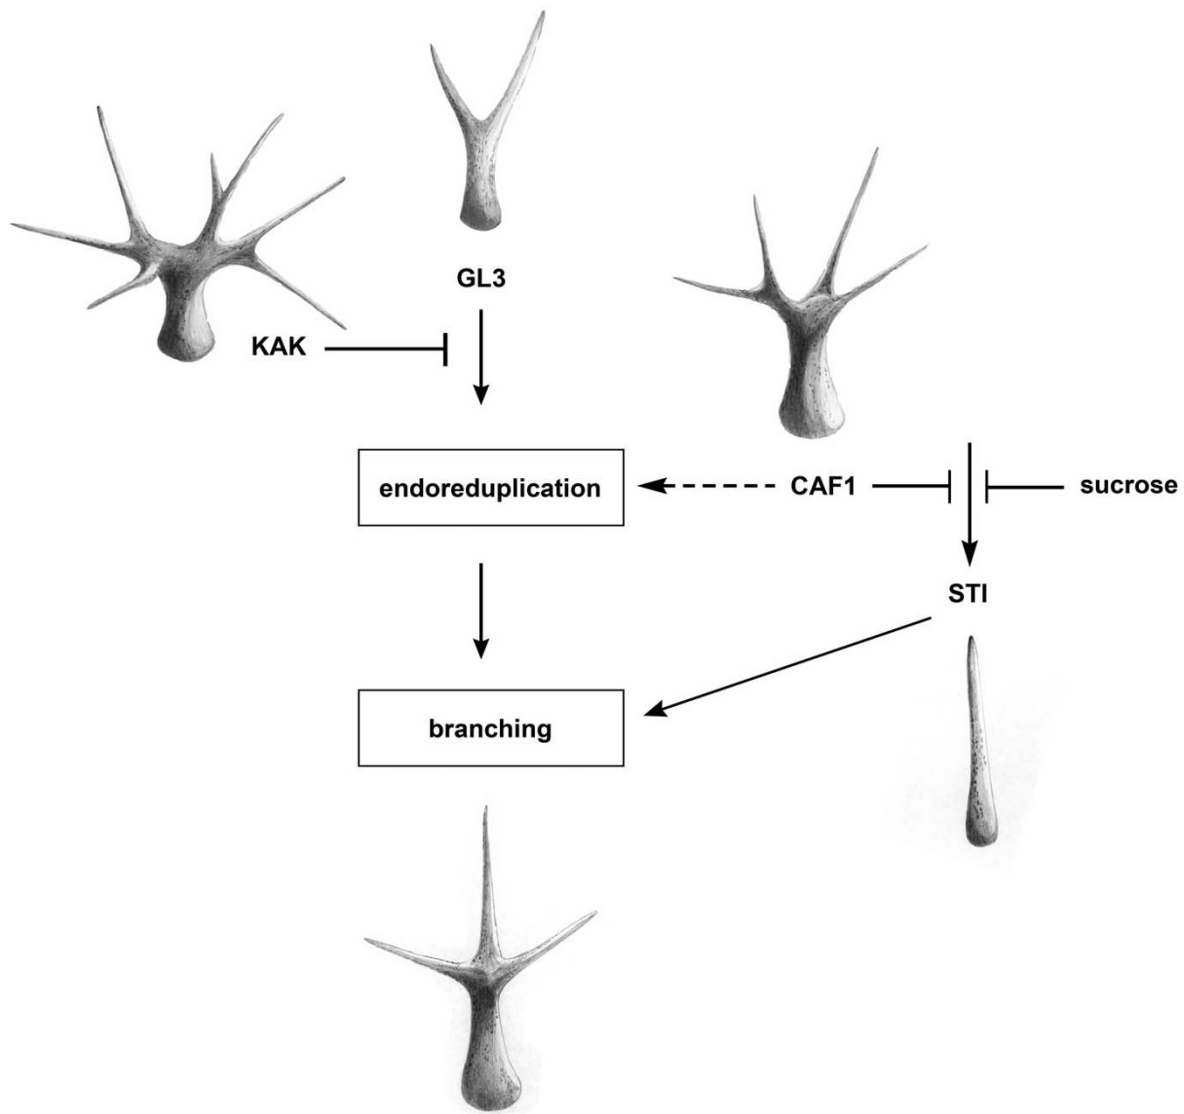 GL3
KAK
endoreduplication
CAF1
sucrose
STI
branching